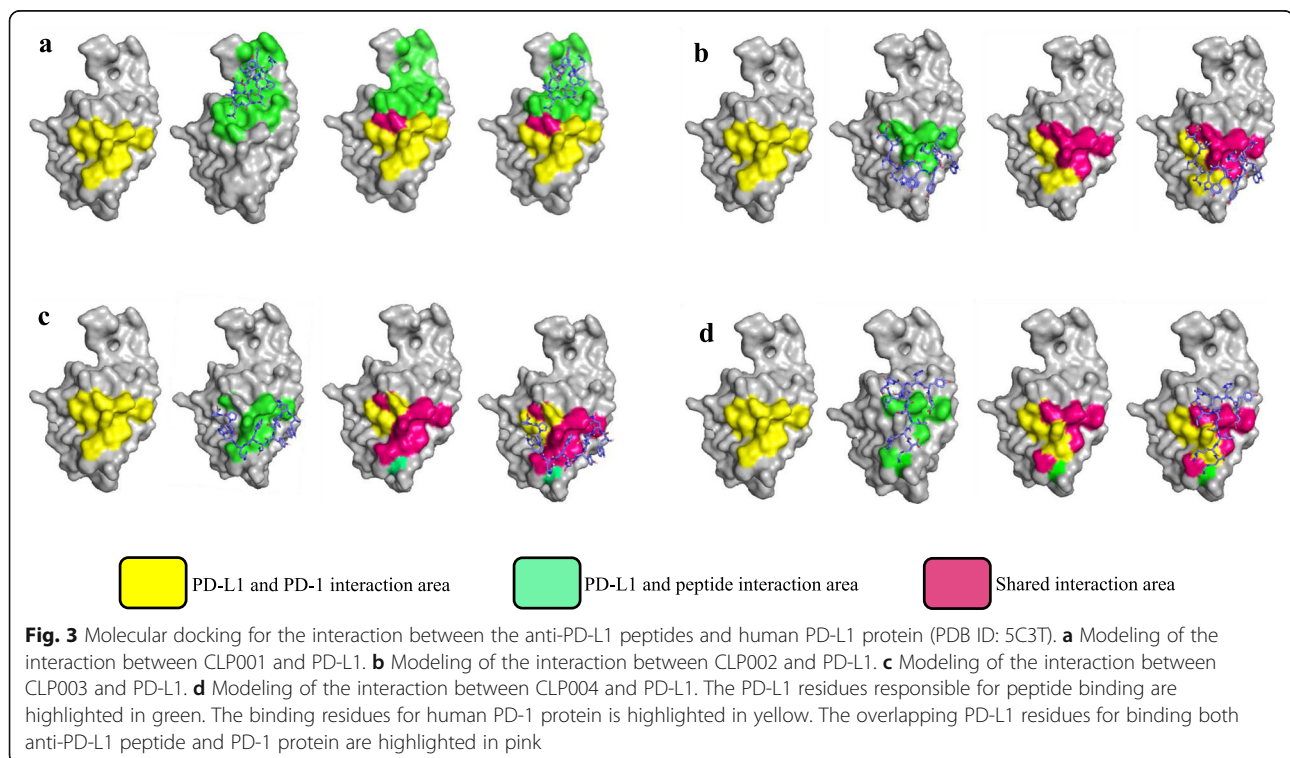 a
b
c
d
PD-L1 and PD-1 interaction area
PD-L1 and peptide interaction area
Shared interaction area
Fig. 3 Molecular docking for the interaction between the anti-PD-L1 peptides and human PD-L1 protein (PDB ID: 5C3T). a Modeling of the
interaction between CLP001 and PD-L1. b Modeling of the interaction between CLP002 and PD-L1. c Modeling of the interaction between
CLP003 and PD-L1. d Modeling of the interaction between CLP004 and PD-L1. The PD-L1 residues responsible for peptide binding are
highlighted in green. The binding residues for human PD-1 protein is highlighted in yellow. The overlapping PD-L1 residues for binding both
anti-PD-L1 peptide and PD-1 protein are highlighted in pink